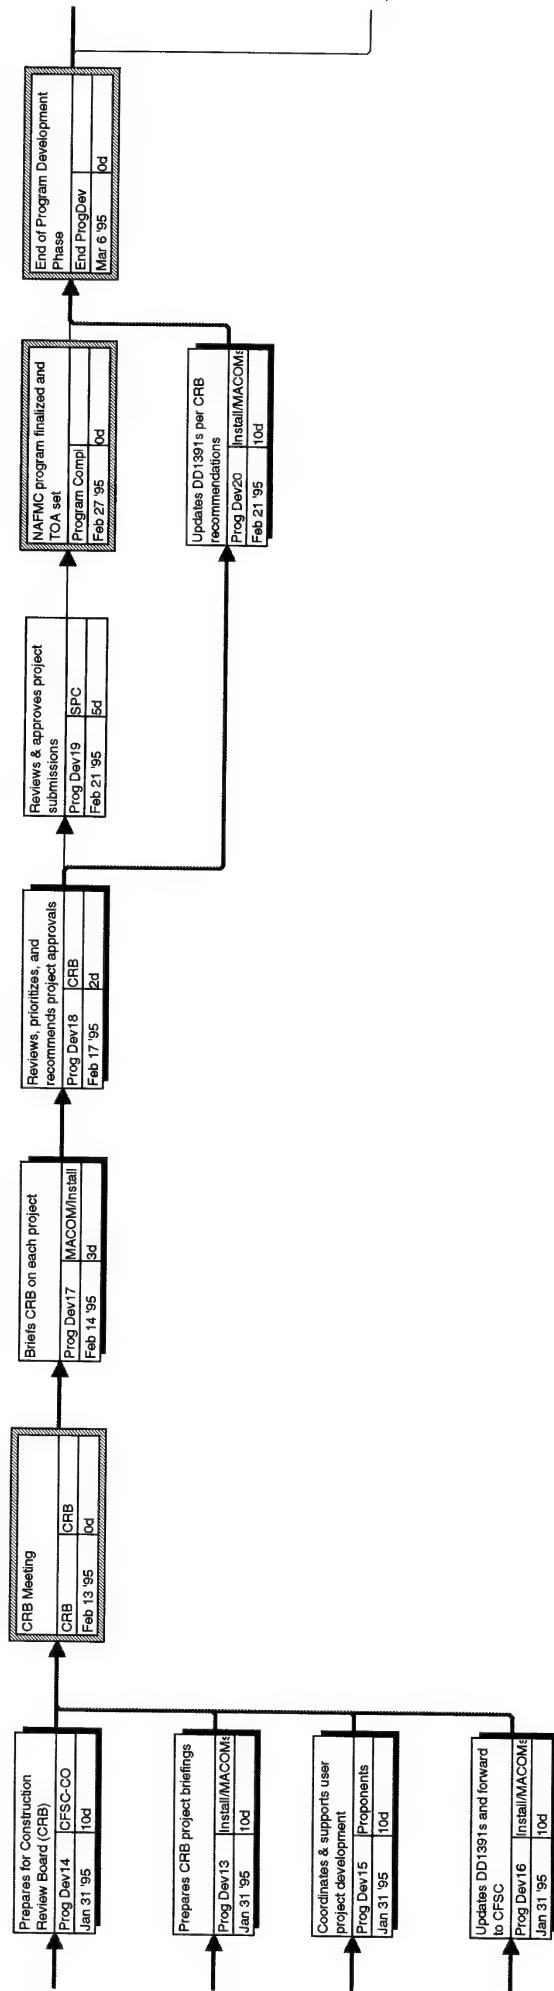 Prepares for Construction
Review Board (CRB)
Prog Dev14 CFSC-CO
Jan 31 '95 10d
Prepares CRB project briefings
Prog Dev13 Install/MACOMs
Jan 31 '95 10d
Coordinates & supports user
project development
Prog Dev15 Proponents
Jan 31 '95 10d
Updates DD1391s and forward
to CFSC
Prog Dev16 Install/MACOMs
Jan 31 '95 10d
CRB Meeting
CRB CRB
Feb 13 '95 0d
Briefs CRB on each project
Prog Dev17 MACOM/Install
Feb 14 '95 3d
Reviews, prioritizes, and
recommends project approvals
Prog Dev18 CRB
Feb 17 '95 2d
Reviews & approves project
submissions
Prog Dev19 SPC
Feb 21 '95 5d
Updates DD1391s per CRB
recommendations
Prog Dev20 Install/MACOMs
Feb 21 '95 10d
NAFMC program finalized and
TOA set
Program Compl
Feb 27 '95 0d
End of Program Development
Phase
End ProgDev
Mar 6 '95 0d